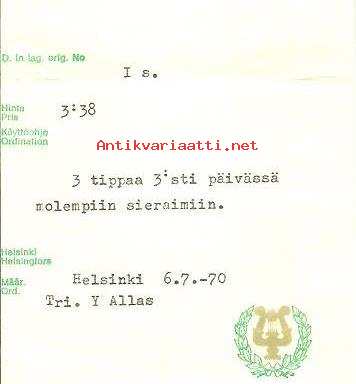 D. in lag. orig. No
I s.
Hinta
Pris
3:38
Käyttöohje
Ordination
Antikvariaatti.net
3 tippaa 3:sti päivässä
molempiin sieraimiin.
Helsinki
Helsingfors
Määr.
Ord.
Helsinki 6.7.-70
Tri. Y Allas